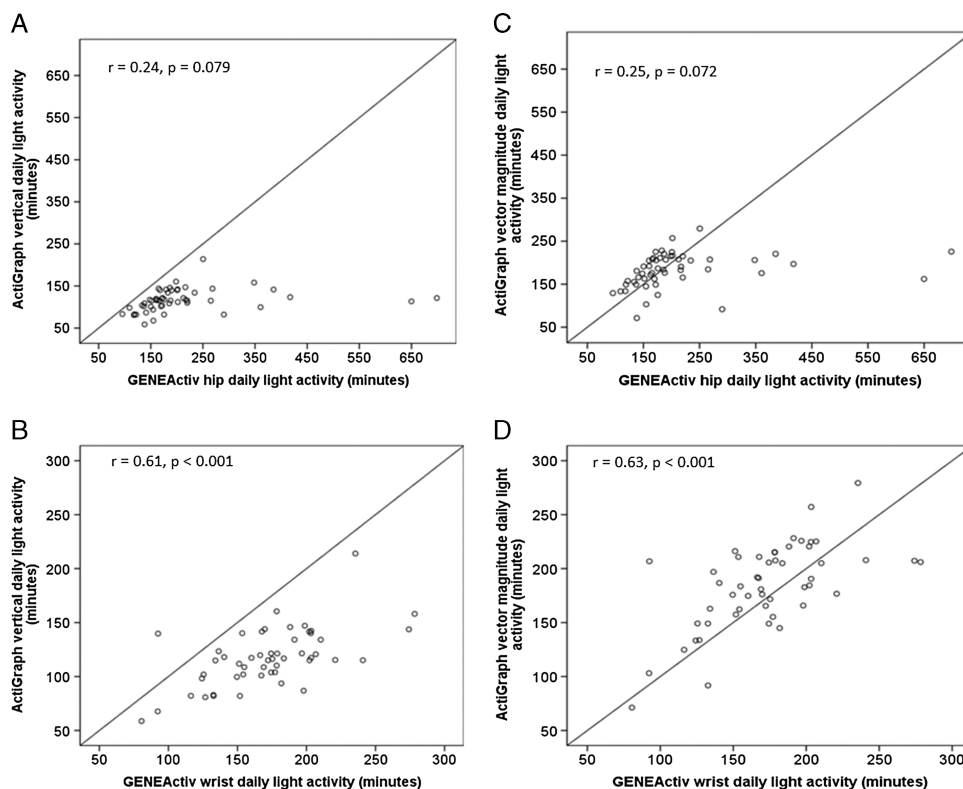 A
r = 0.24, p = 0.079
ActiGraph vertical daily light activity
(minutes)
650
550
450
350
250
150
50
50 150 250 350 450 550 650
GENEActiv hip daily light activity (minutes)
C
r = 0.25, p = 0.072
ActiGraph vector magnitude daily light
activity (minutes)
650
550
450
350
250
150
50
50 150 250 350 450 550 650
GENEActiv hip daily light activity (minutes)
B
r = 0.61, p < 0.001
ActiGraph vertical daily light activity
(minutes)
300
250
200
150
100
50
50 100 150 200 250 300
GENEActiv wrist daily light activity (minutes)
D
r = 0.63, p < 0.001
ActiGraph vector magnitude daily light
activity (minutes)
300
250
200
150
100
50
50 100 150 200 250 300
GENEActiv wrist daily light activity (minutes)